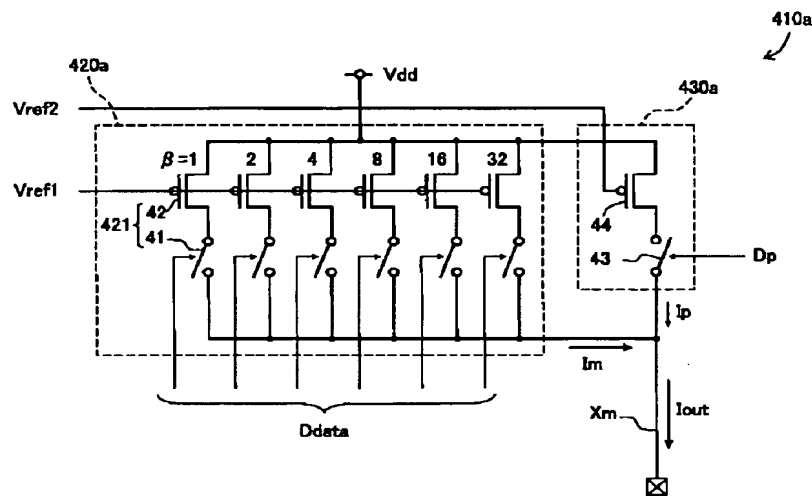 410a
420a
Vdd
430a
Vref2
β=1 2 4 8 16 32
Vref1
42
421
41
44
43
Dp
Ip
Im
Ddata
Xm
Iout